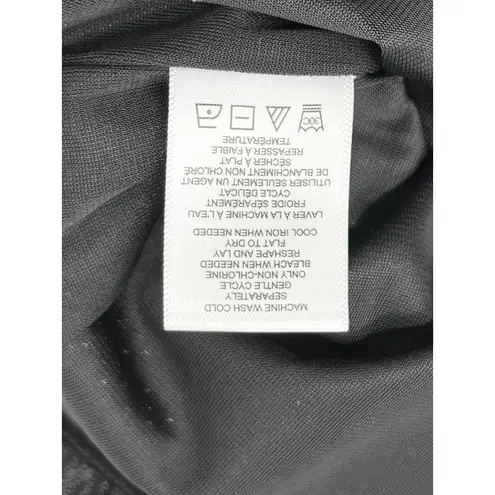 MACHINE WASH COLD
SEPARATELY
GENTLE CYCLE
ONLY NON-CHLORINE
BLEACH WHEN NEEDED
RESHAPE AND LAY
FLAT TO DRY
COOL IRON WHEN NEEDED
LAVER À LA MACHINE À L'EAU
FROIDE SÉPARÉMENT
CYCLE DÉLICAT
UTILISER SEULEMENT UN AGENT
DE BLANCHIMENT NON CHLORÉ
SÉCHER À PLAT
REPASSER À FAIBLE
TEMPÉRATURE
30C